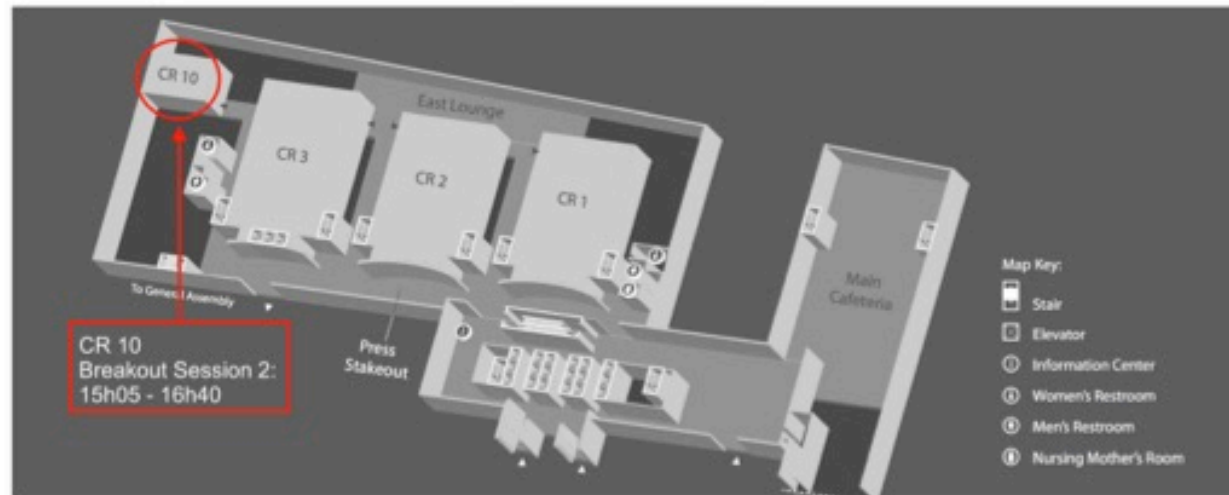 CR 10
East Lounge
CR 3
CR 2
CR 1
Main
Cafeteria
To General Assembly
Press
Stakeout
CR 10
Breakout Session 2:
15h05 - 16h40
Map Key:
Stair
Elevator
Information Center
Women's Restroom
Men's Restroom
Nursing Mother's Room